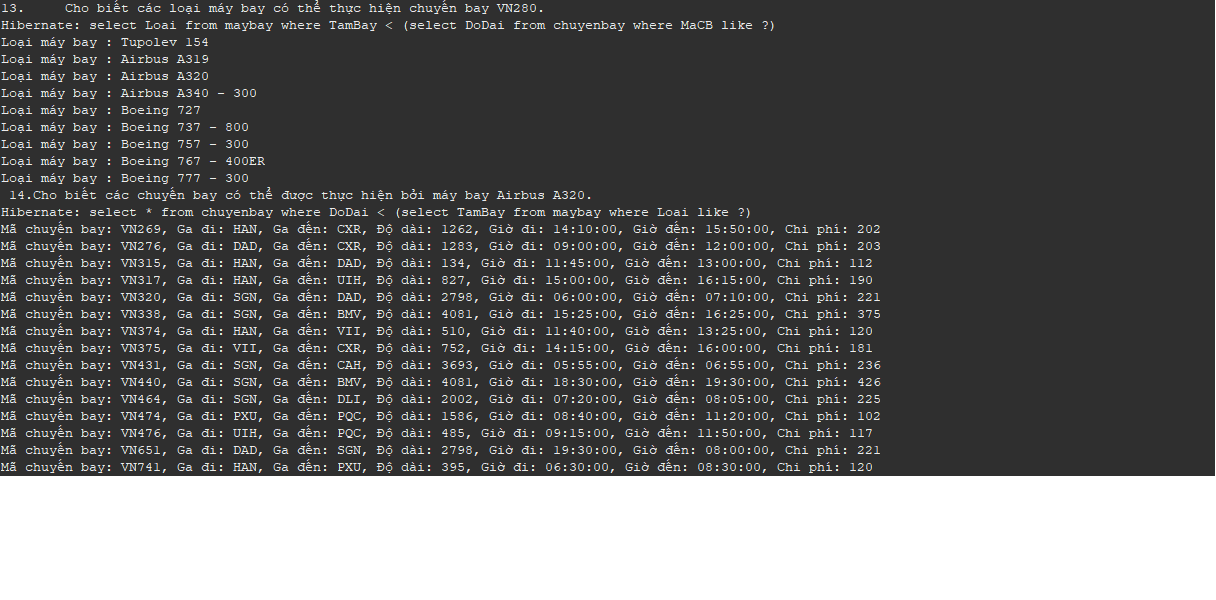 13.     Cho biết các loại máy bay có thể thực hiện chuyến bay VN280.
Hibernate: select Loai from maybay where TamBay < (select DoDai from chuyenbay where MaCB like ?)
Loại máy bay : Tupolev 154
Loại máy bay : Airbus A319
Loại máy bay : Airbus A320
Loại máy bay : Airbus A340 - 300
Loại máy bay : Boeing 727
Loại máy bay : Boeing 737 - 800
Loại máy bay : Boeing 757 - 300
Loại máy bay : Boeing 767 - 400ER
Loại máy bay : Boeing 777 - 300
14.Cho biết các chuyến bay có thể được thực hiện bởi máy bay Airbus A320.
Hibernate: select * from chuyenbay where DoDai < (select TamBay from maybay where Loai like ?)
Mã chuyến bay: VN269, Ga đi: HAN, Ga đến: CXR, Độ dài: 1262, Giờ đi: 14:10:00, Giờ đến: 15:50:00, Chi phí: 202
Mã chuyến bay: VN276, Ga đi: DAD, Ga đến: CXR, Độ dài: 1283, Giờ đi: 09:00:00, Giờ đến: 12:00:00, Chi phí: 203
Mã chuyến bay: VN315, Ga đi: HAN, Ga đến: DAD, Độ dài: 134, Giờ đi: 11:45:00, Giờ đến: 13:00:00, Chi phí: 112
Mã chuyến bay: VN317, Ga đi: HAN, Ga đến: UIH, Độ dài: 827, Giờ đi: 15:00:00, Giờ đến: 16:15:00, Chi phí: 190
Mã chuyến bay: VN320, Ga đi: SGN, Ga đến: DAD, Độ dài: 2798, Giờ đi: 06:00:00, Giờ đến: 07:10:00, Chi phí: 221
Mã chuyến bay: VN338, Ga đi: SGN, Ga đến: BMV, Độ dài: 4081, Giờ đi: 15:25:00, Giờ đến: 16:25:00, Chi phí: 375
Mã chuyến bay: VN374, Ga đi: HAN, Ga đến: VII, Độ dài: 510, Giờ đi: 11:40:00, Giờ đến: 13:25:00, Chi phí: 120
Mã chuyến bay: VN375, Ga đi: VII, Ga đến: CXR, Độ dài: 752, Giờ đi: 14:15:00, Giờ đến: 16:00:00, Chi phí: 181
Mã chuyến bay: VN431, Ga đi: SGN, Ga đến: CAH, Độ dài: 3693, Giờ đi: 05:55:00, Giờ đến: 06:55:00, Chi phí: 236
Mã chuyến bay: VN440, Ga đi: SGN, Ga đến: BMV, Độ dài: 4081, Giờ đi: 18:30:00, Giờ đến: 19:30:00, Chi phí: 426
Mã chuyến bay: VN464, Ga đi: SGN, Ga đến: DLI, Độ dài: 2002, Giờ đi: 07:20:00, Giờ đến: 08:05:00, Chi phí: 225
Mã chuyến bay: VN474, Ga đi: PXU, Ga đến: PQC, Độ dài: 1586, Giờ đi: 08:40:00, Giờ đến: 11:20:00, Chi phí: 102
Mã chuyến bay: VN476, Ga đi: UIH, Ga đến: PQC, Độ dài: 485, Giờ đi: 09:15:00, Giờ đến: 11:50:00, Chi phí: 117
Mã chuyến bay: VN651, Ga đi: DAD, Ga đến: SGN, Độ dài: 2798, Giờ đi: 19:30:00, Giờ đến: 08:00:00, Chi phí: 221
Mã chuyến bay: VN741, Ga đi: HAN, Ga đến: PXU, Độ dài: 395, Giờ đi: 06:30:00, Giờ đến: 08:30:00, Chi phí: 120